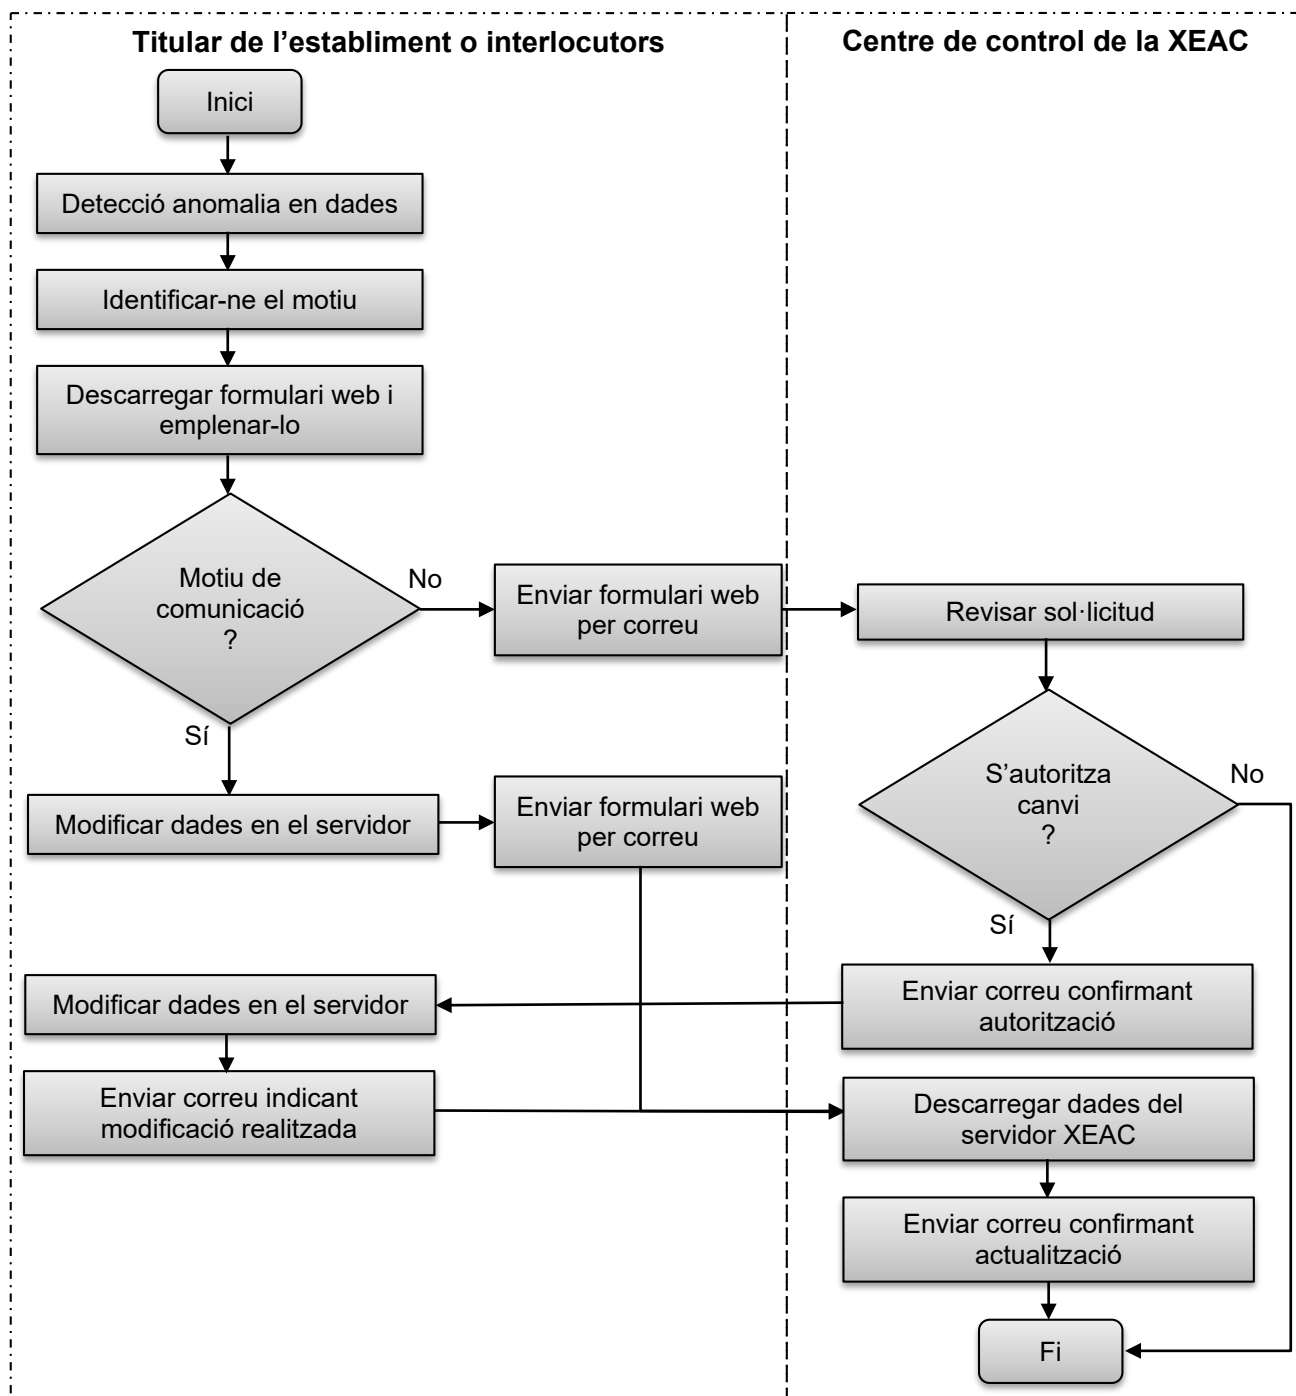 Titular de l’establiment o interlocutors
Centre de control de la XEAC
Inici
Detecció anomalia en dades
Identificar-ne el motiu
Descarregar formulari web i
emplenar-lo
Motiu de
comunicació
?
No
Enviar formulari web
per correu
Revisar sol·licitud
Sí
Modificar dades en el servidor
Enviar formulari web
per correu
S’autoritza
canvi
?
No
Sí
Enviar correu confirmant
autorització
Modificar dades en el servidor
Enviar correu indicant
modificació realitzada
Descarregar dades del
servidor XEAC
Enviar correu confirmant
actualització
Fi